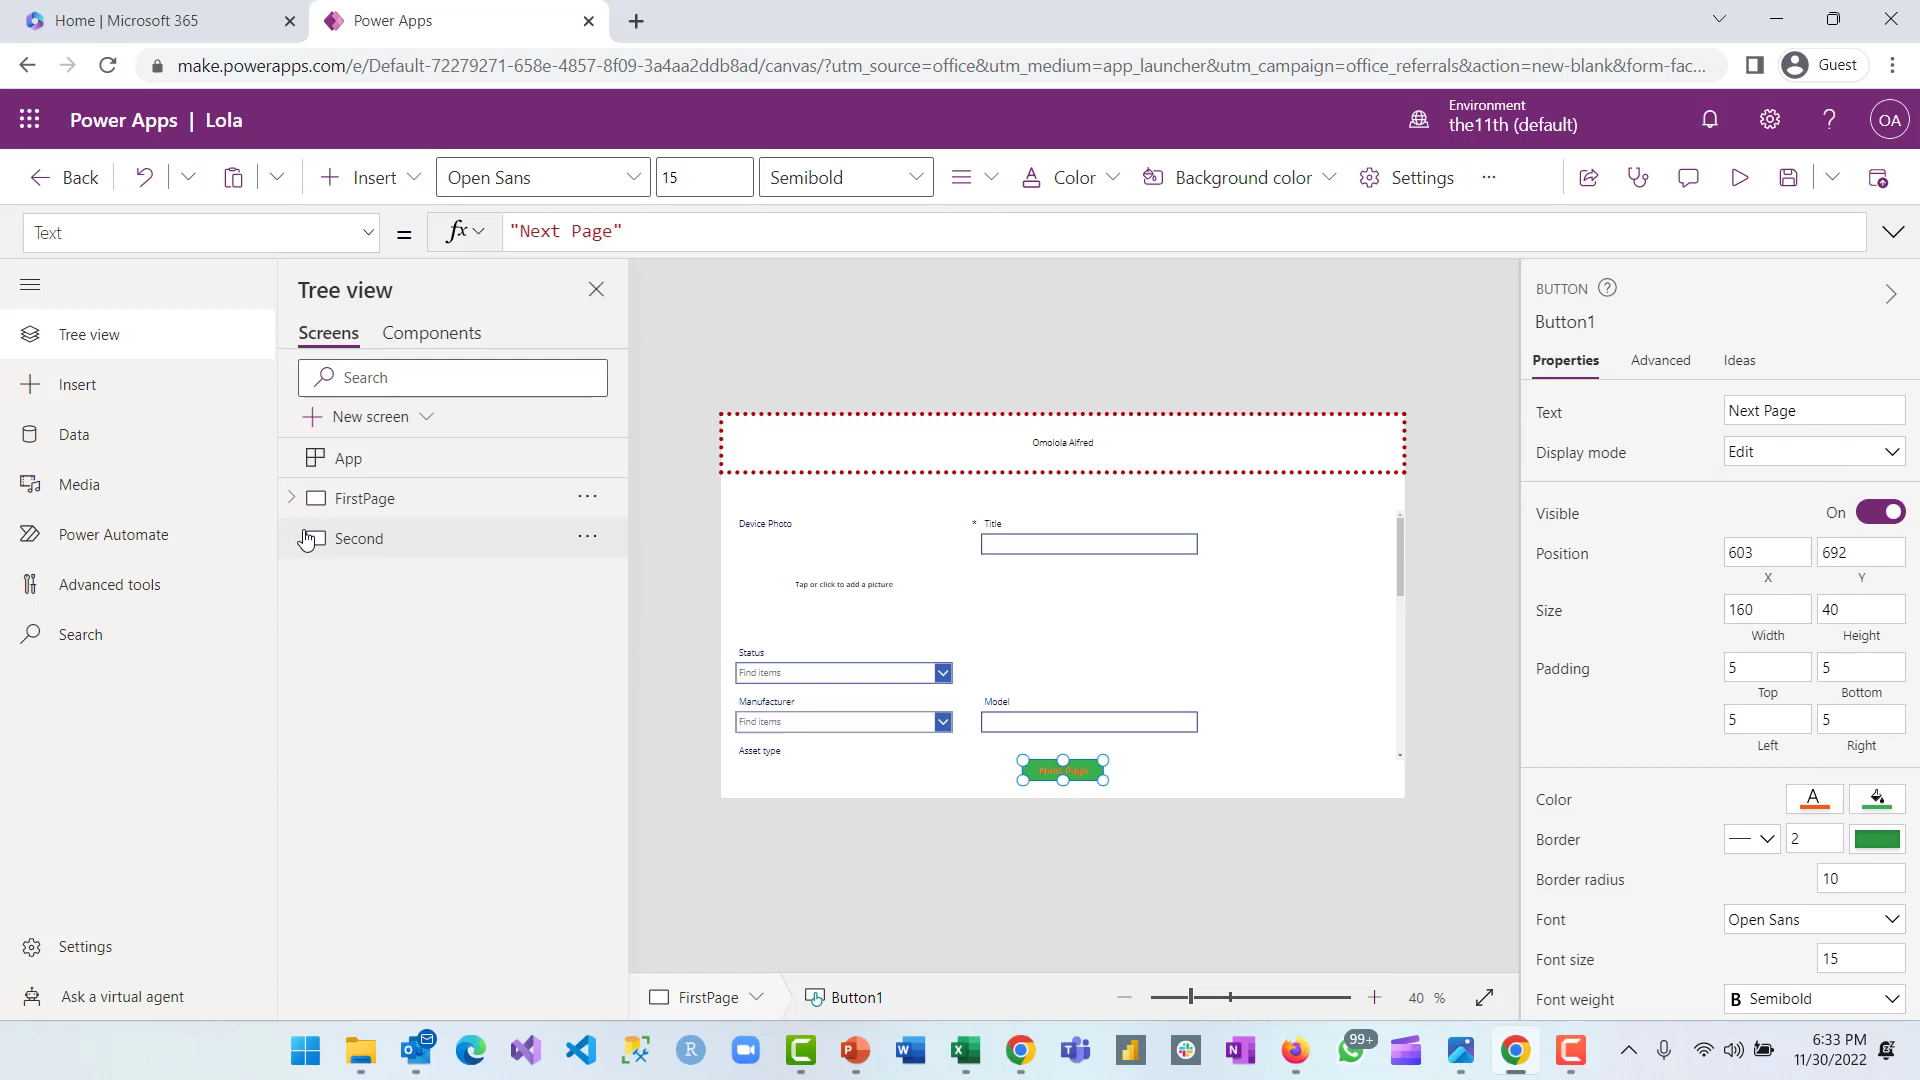 Home | Microsoft 365
Power Apps
make.powerapps.com/e/Default-72279271-658e-4857-8f09-3a4aa2ddb8ad/canvas/?utm_source=office&utm_medium=app_launcher&utm_campaign=office_referrals&action=new-blank&form-fac...
Guest
Power Apps | Lola
Environment
the11th (default)
OA
Back
Insert
Open Sans
15
Semibold
Color
Background color
Settings
Text
=
fx
"Next Page"
Tree view
Insert
Data
Media
Power Automate
Advanced tools
Search
Settings
Ask a virtual agent
Tree view
Screens
Components
Search
New screen
App
FirstPage
Second
Omolola Alfred
Device Photo
* Title
Tap or click to add a picture
Status
Find items
Manufacturer
Model
Find items
Asset type
Next Page
FirstPage
Button1
40 %
BUTTON
Button1
Properties
Advanced
Ideas
Text
Next Page
Display mode
Edit
Visible
On
Position
603
692
X
Y
Size
160
40
Width
Height
Padding
5
5
Top
Bottom
5
5
Left
Right
Color
A
Border
2
Border radius
10
Font
Open Sans
Font size
15
Font weight
B Semibold
99+
6:33 PM
11/30/2022